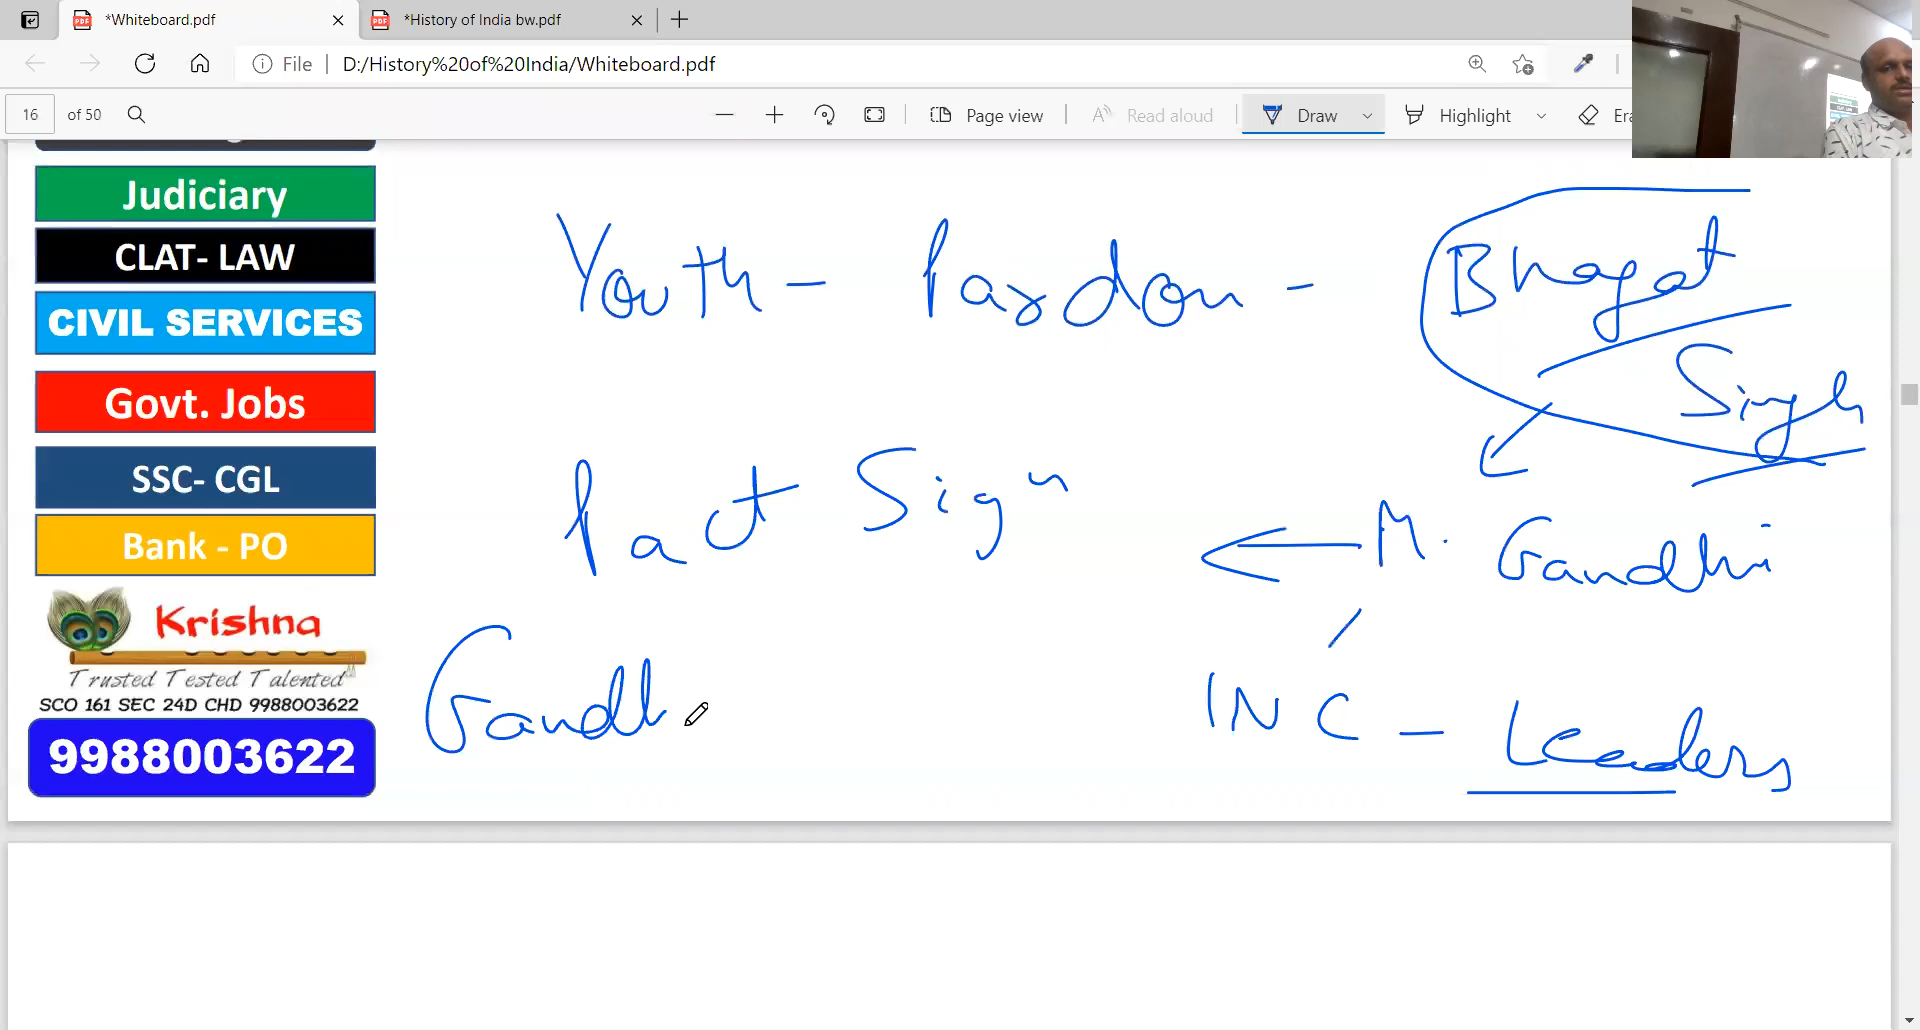 *Whiteboard.pdf
*History of India bw.pdf
File
D:/History%20of%20India/Whiteboard.pdf
16 of 50
Page view
Read aloud
Draw
Highlight
Er
Judiciary
CLAT- LAW
CIVIL SERVICES
Govt. Jobs
SSC- CGL
Bank - PO
Krishna
Trusted Tested Talented
SCO 161 SEC 24D CHD 9988003622
9988003622
Youth - Pardon - Bhagat
Singh
Pact Sign
M. Gandhi
Gandh
INC - Leaders